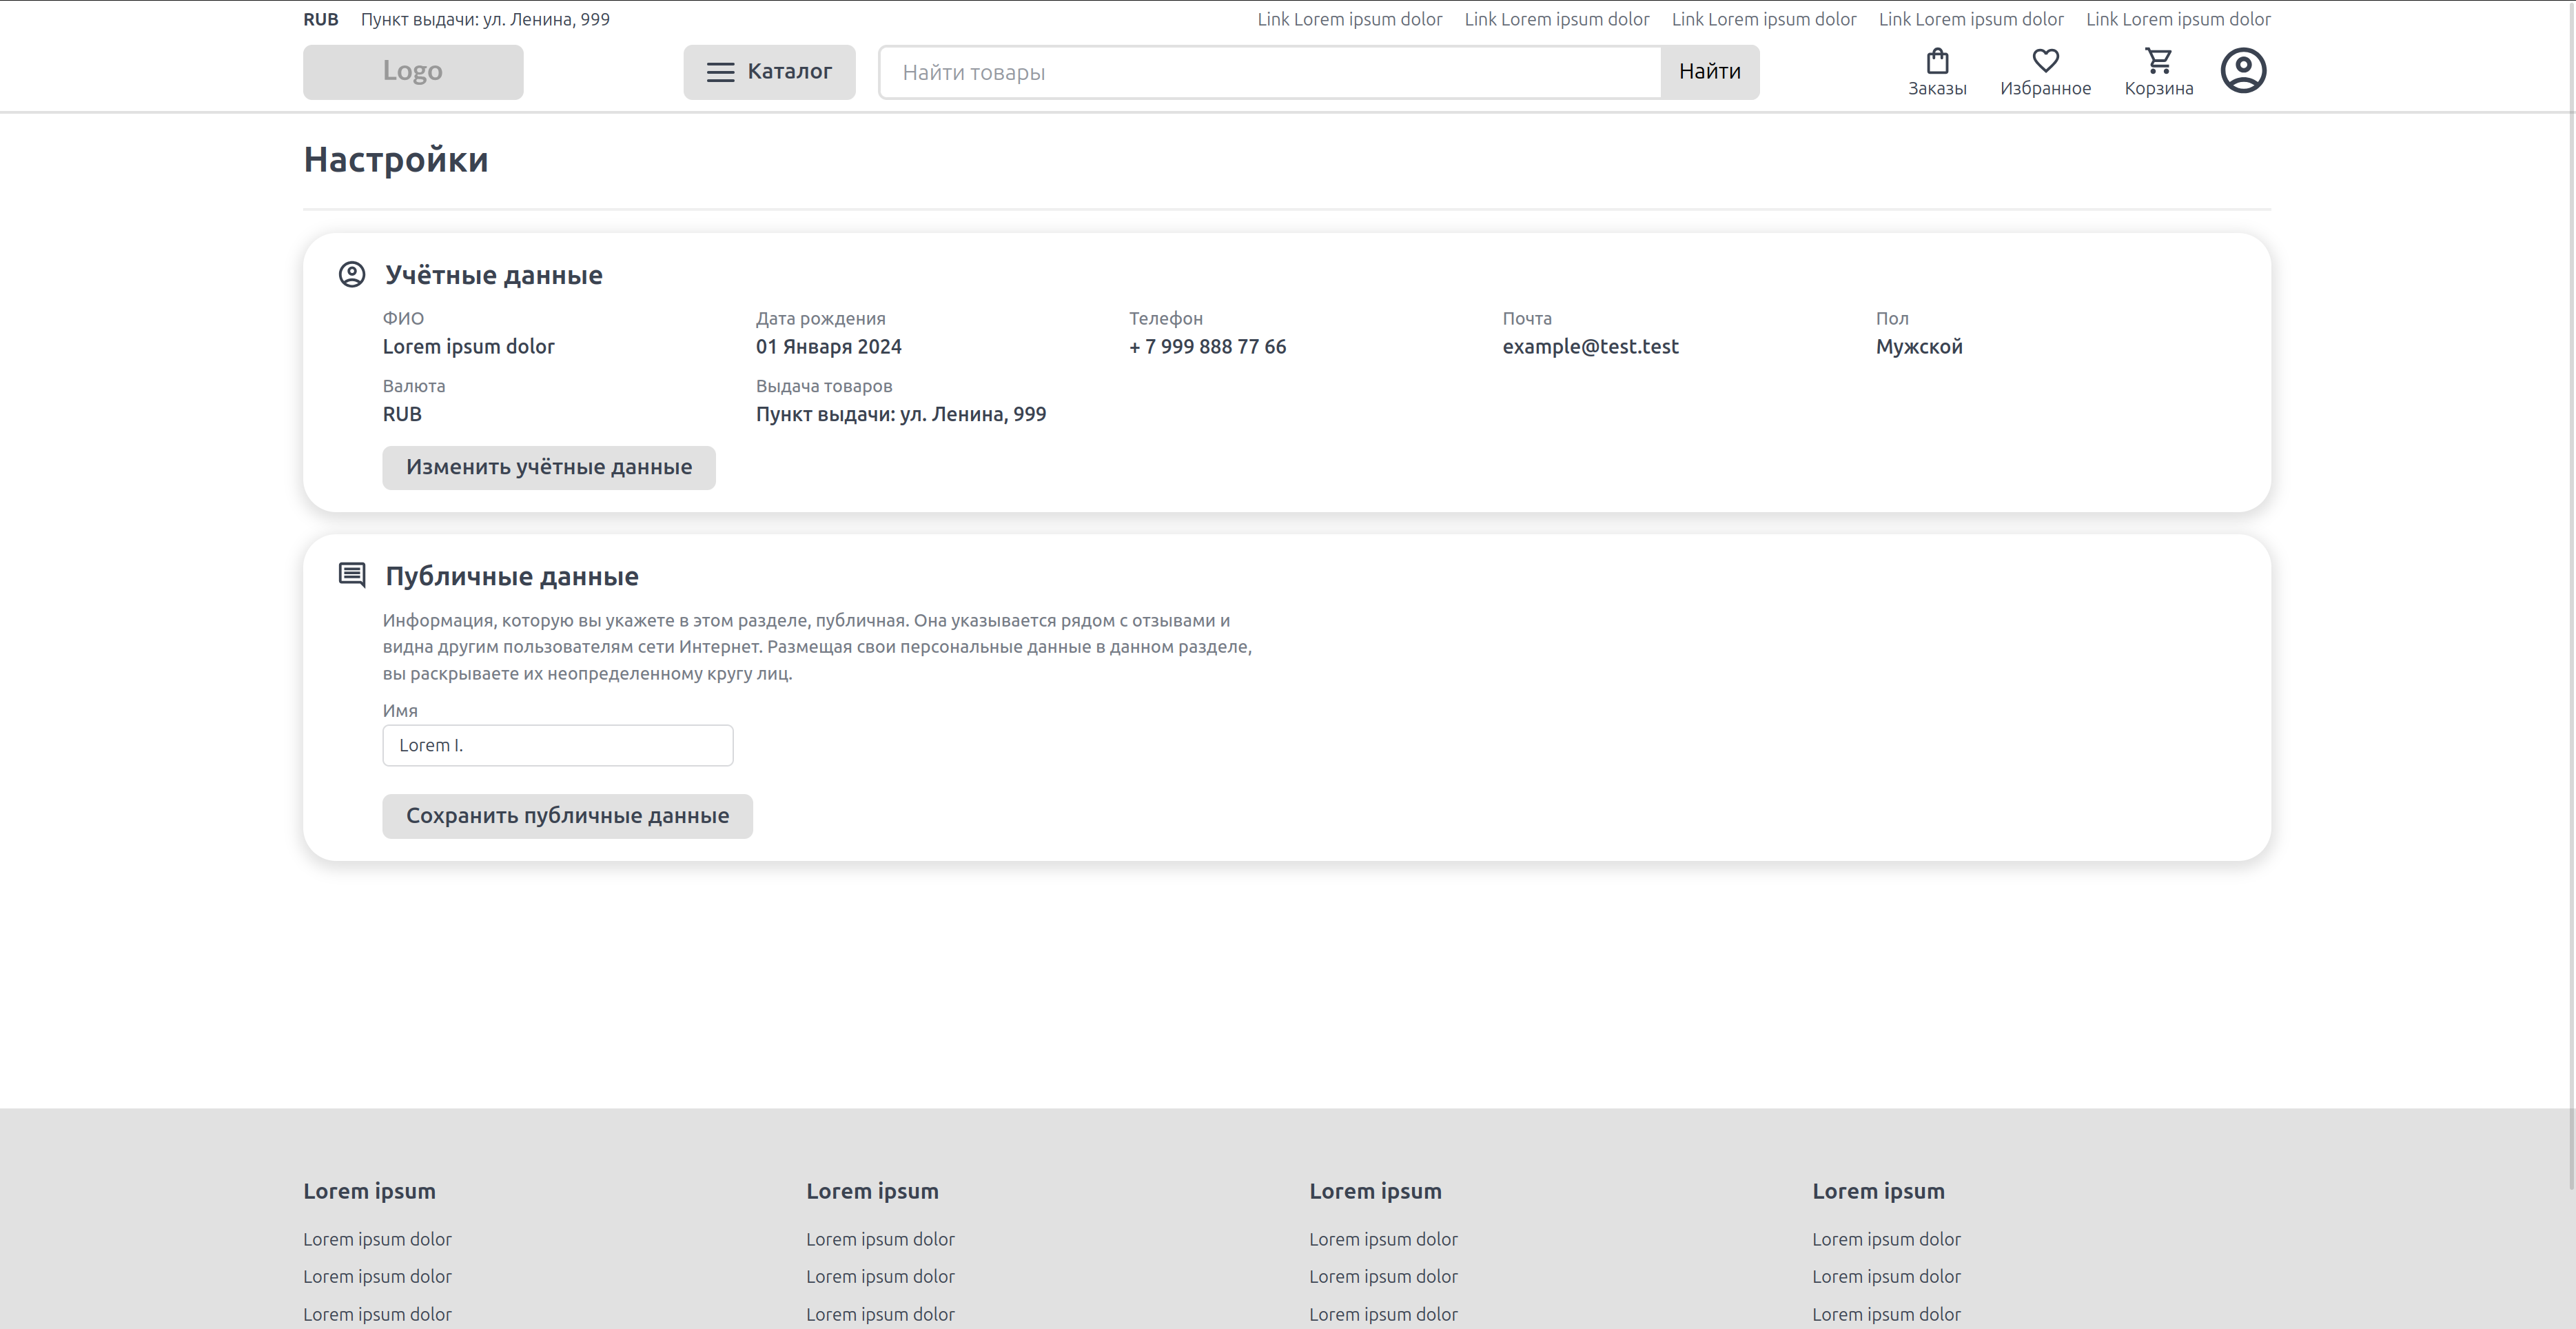 RUB Пункт выдачи: ул. Ленина, 999 Link Lorem ipsum dolor Link Lorem ipsum dolor Link Lorem ipsum dolor Link Lorem ipsum dolor Link Lorem ipsum dolor
Logo Каталог Найти товары Найти Заказы Избранное Корзина
Настройки
Учётные данные
ФИО Дата рождения Телефон Почта Пол
Lorem ipsum dolor 01 Января 2024 + 7 999 888 77 66 example@test.test Мужской
Валюта Выдача товаров
RUB Пункт выдачи: ул. Ленина, 999
Изменить учётные данные
Публичные данные
Информация, которую вы укажете в этом разделе, публичная. Она указывается рядом с отзывами и
видна другим пользователям сети Интернет. Размещая свои персональные данные в данном разделе,
вы раскрываете их неопределенному кругу лиц.
Имя
Lorem I.
Сохранить публичные данные
Lorem ipsum Lorem ipsum Lorem ipsum Lorem ipsum
Lorem ipsum dolor Lorem ipsum dolor Lorem ipsum dolor Lorem ipsum dolor
Lorem ipsum dolor Lorem ipsum dolor Lorem ipsum dolor Lorem ipsum dolor
Lorem ipsum dolor Lorem ipsum dolor Lorem ipsum dolor Lorem ipsum dolor